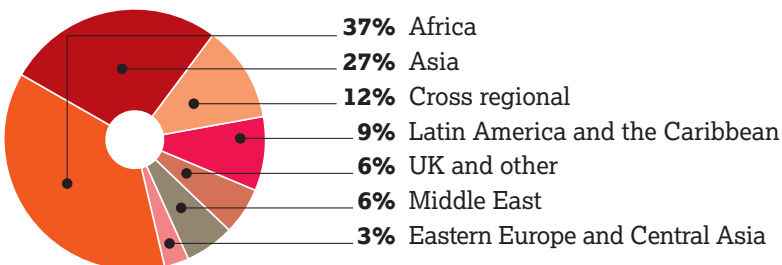 37% Africa
27% Asia
12% Cross regional
9% Latin America and the Caribbean
6% UK and other
6% Middle East
3% Eastern Europe and Central Asia